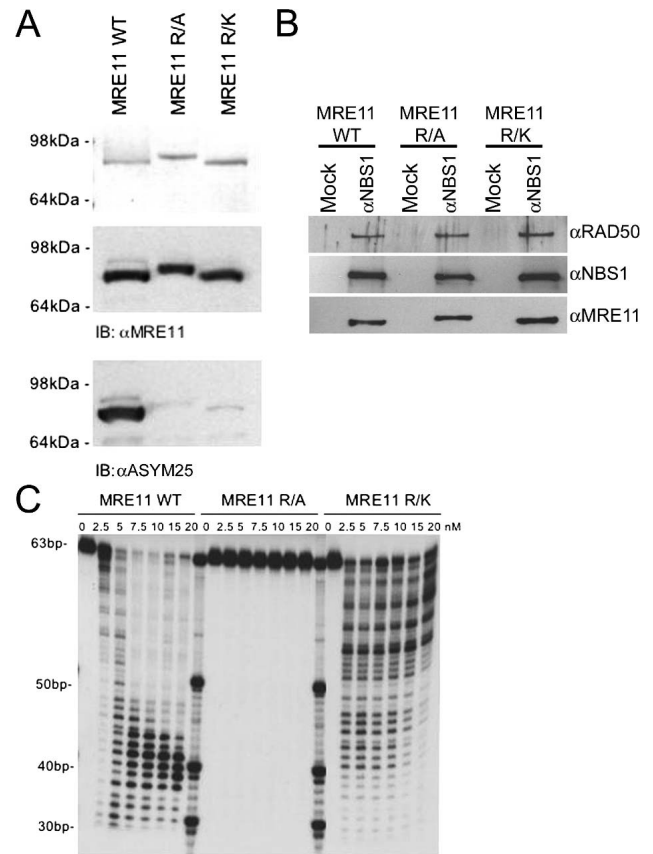 A
MRE11 WT
MRE11 R/A
MRE11 R/K
98kDa -
64kDa -
98kDa -
64kDa -
IB: αMRE11
98kDa -
64kDa -
IB: αASYM25
B
MRE11 WT
MRE11 R/A
MRE11 R/K
Mock
αNBS1
Mock
αNBS1
Mock
αNBS1
αRAD50
αNBS1
αMRE11
C
MRE11 WT
MRE11 R/A
MRE11 R/K
0 2.5 5 7.5 10 15 20 0 2.5 5 7.5 10 15 20 0 2.5 5 7.5 10 15 20 nM
63bp-
50bp-
40bp-
30bp-